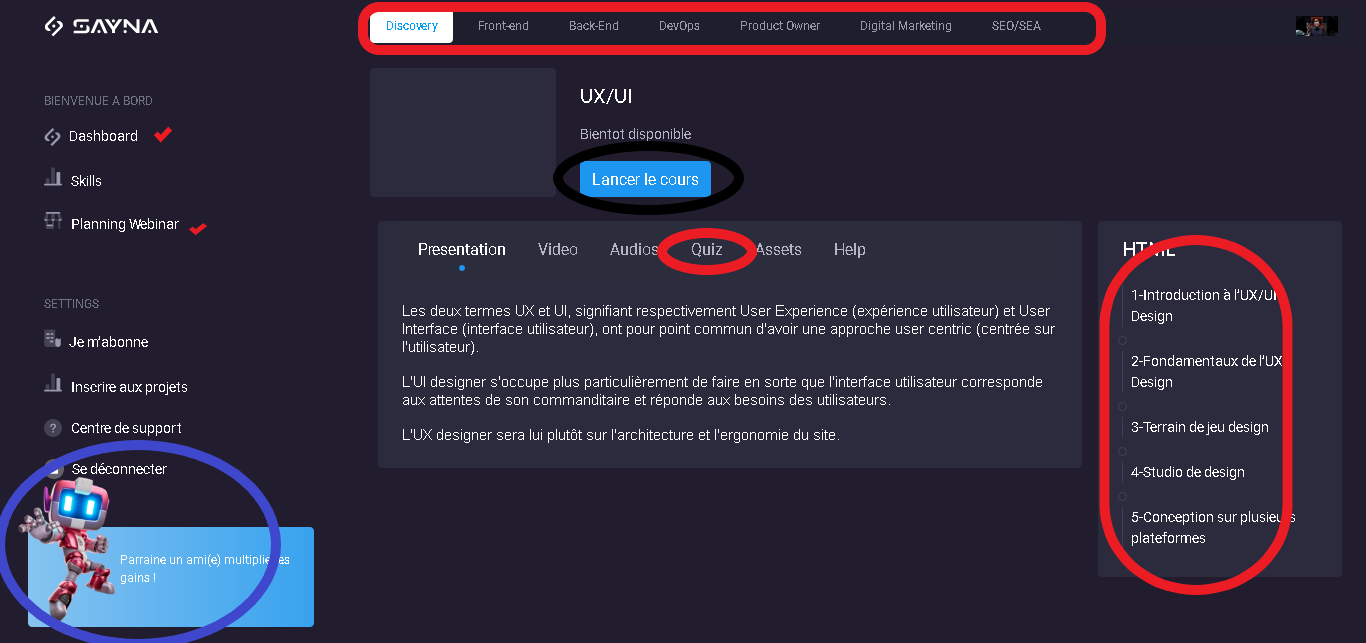 SAYNA
Discovery Front-end Back-End DevOps Product Owner Digital Marketing SEO/SEA
BIENVENUE A BORD
Dashboard
Skills
Planning Webinar
SETTINGS
Je m'abonne
Inscrire aux projets
Centre de support
Se déconnecter
Parraine un ami(e) multiplie les
gains !
UX/UI
Bientot disponible
Lancer le cours
Presentation Video Audios Quiz Assets Help
Les deux termes UX et UI, signifiant respectivement User Experience (expérience utilisateur) et User
Interface (interface utilisateur), ont pour point commun d'avoir une approche user centric (centrée sur
l'utilisateur).
L'UI designer s'occupe plus particulièrement de faire en sorte que l'interface utilisateur corresponde
aux attentes de son commanditaire et réponde aux besoins des utilisateurs.
L'UX designer sera lui plutôt sur l'architecture et l'ergonomie du site.
HTML
1-Introduction à l'UX/UI
Design
2-Fondamentaux de l'UX
Design
3-Terrain de jeu design
4-Studio de design
5-Conception sur plusieurs
plateformes